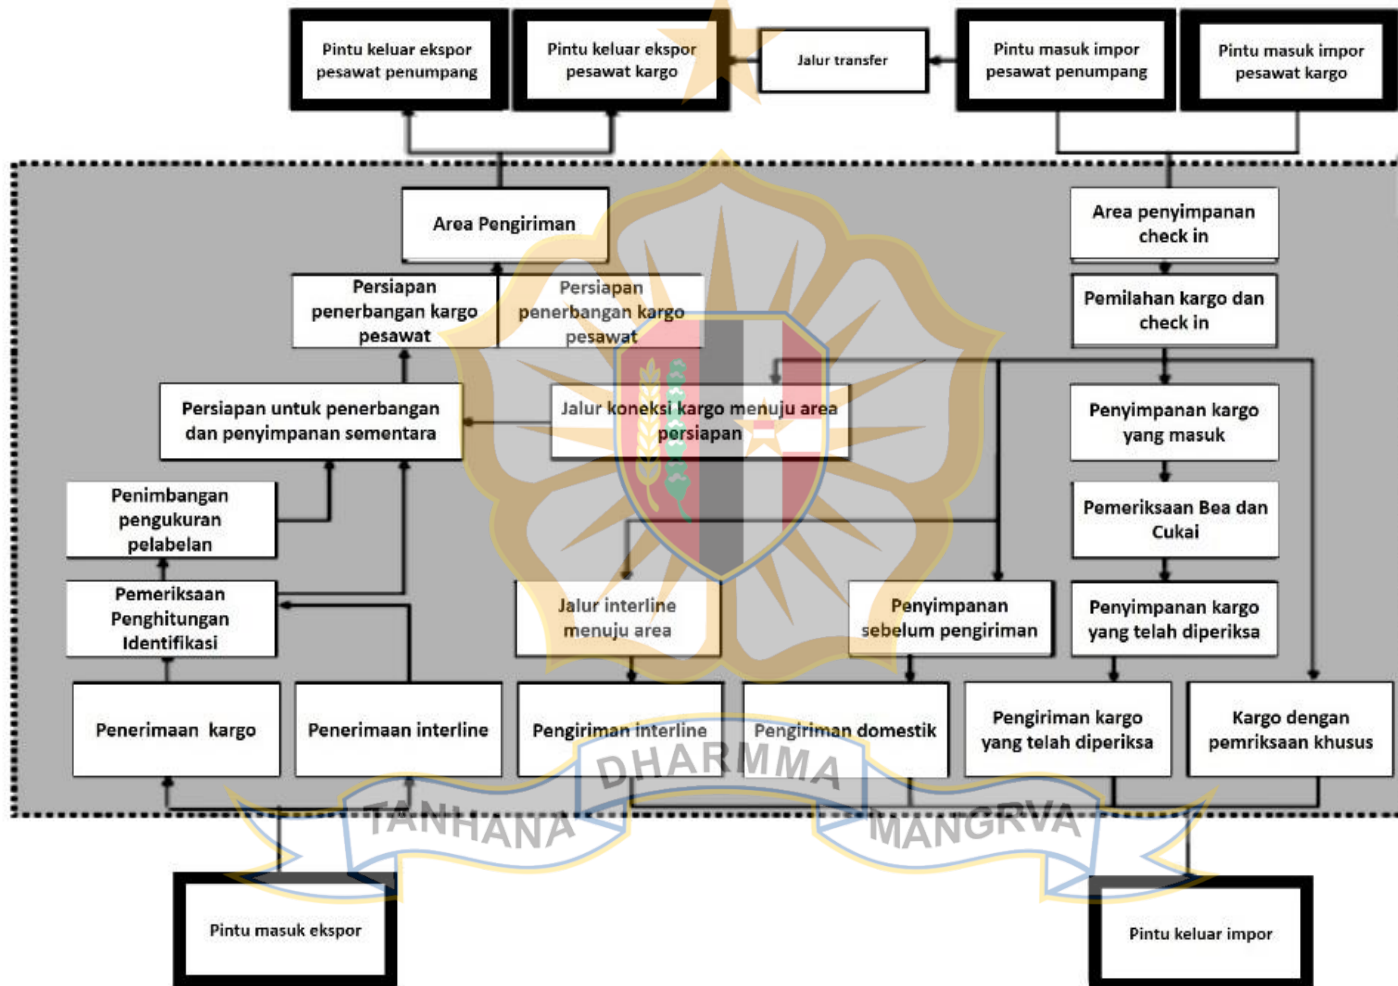 Pintu keluar ekspor
pesawat penumpang
Pintu keluar ekspor
pesawat kargo
Jalur transfer
Pintu masuk impor
pesawat penumpang
Pintu masuk impor
pesawat kargo
Area Pengiriman
Area penyimpanan
check in
Persiapan
penerbangan kargo
pesawat
Persiapan
penerbangan kargo
pesawat
Pemilahan kargo dan
check in
Persiapan untuk penerbangan
dan penyimpanan sementara
Jalur koneksi kargo menuju area
persiapan
Penyimpanan kargo
yang masuk
Penimbangan
pengukuran
pelabelan
Pemeriksaan Bea dan
Cukai
Pemeriksaan
Penghitungan
Identifikasi
Jalur interline
menuju area
Penyimpanan
sebelum pengiriman
Penyimpanan kargo
yang telah diperiksa
Penerimaan kargo
Penerimaan interline
Pengiriman interline
Pengiriman domestik
Pengiriman kargo
yang telah diperiksa
Kargo dengan
pemriksaan khusus
TANHANA DHARMMA MANGRVA
Pintu masuk ekspor
Pintu keluar impor